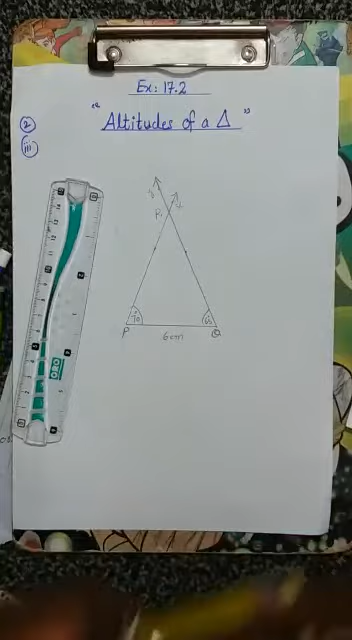 Ex: 17.2
"Altitudes of a Δ"
②
iii
R
P
6cm
Q